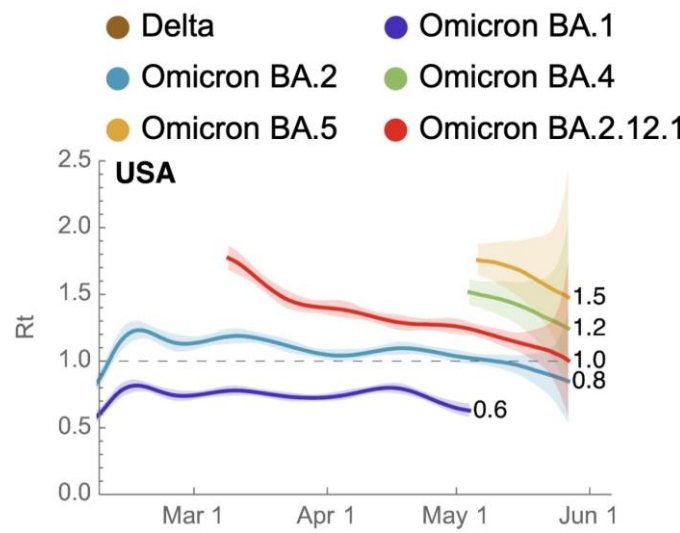 Delta
Omicron BA.1
Omicron BA.2
Omicron BA.4
Omicron BA.5
Omicron BA.2.12.1
USA
Rt
2.5
2.0
1.5
1.0
0.5
0.0
1.5
1.2
1.0
0.8
0.6
Mar 1
Apr 1
May 1
Jun 1